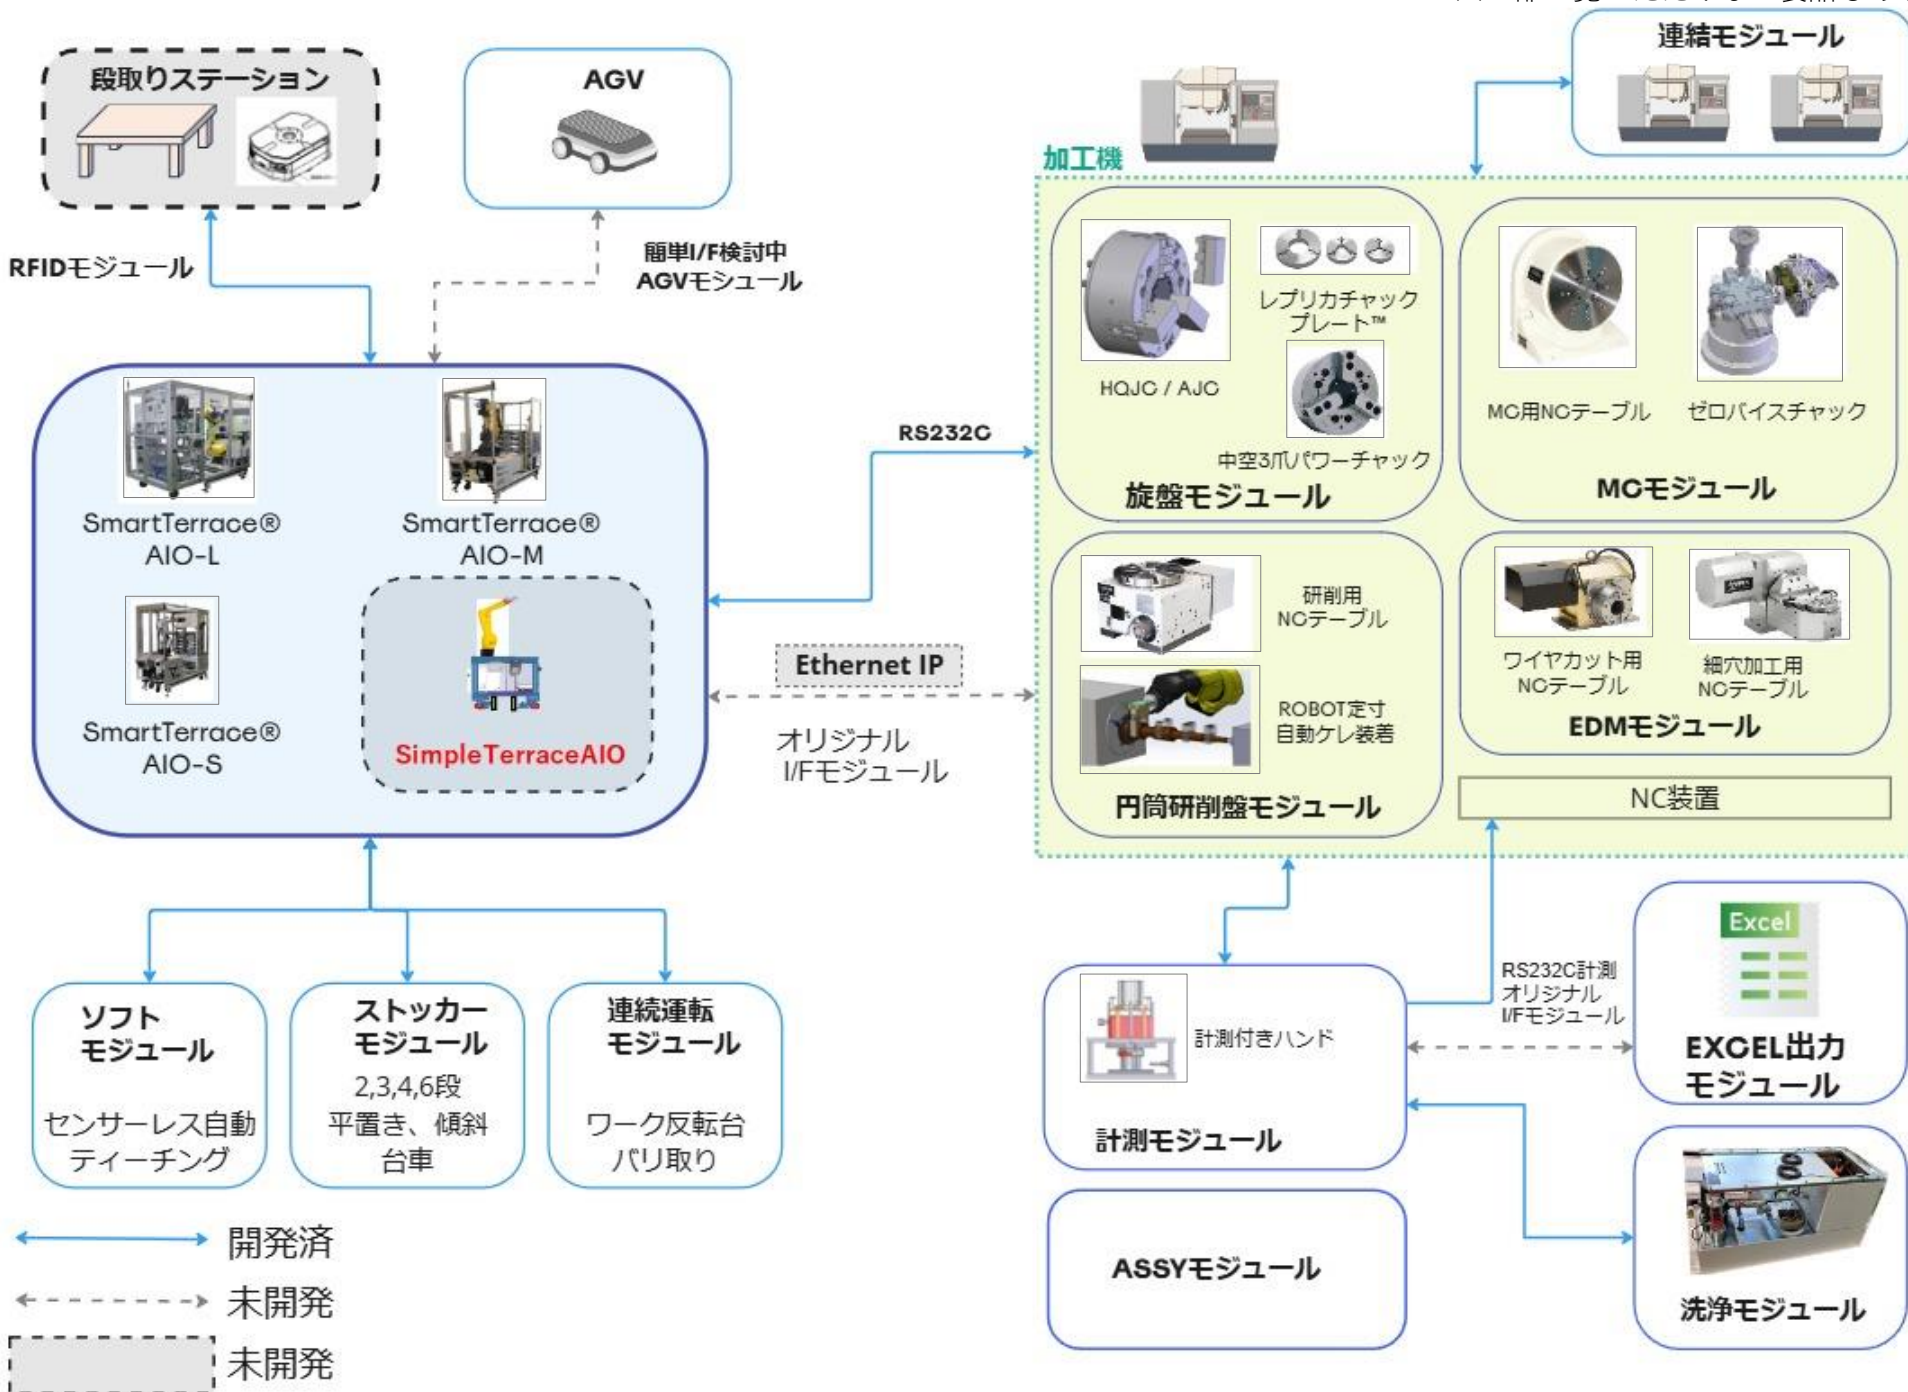 段取りステーション
AGV
連結モジュール
加工機
RFIDモジュール
簡単I/F検討中
AGVモシュール
レプリカチャック
プレート™
HQJC / AJC
中空3爪パワーチャック
旋盤モジュール
MC用NCテーブル
ゼロバイスチャック
MCモジュール
SmartTerrace®
AIO-L
SmartTerrace®
AIO-M
SmartTerrace®
AIO-S
SimpleTerraceAIO
RS232C
Ethernet IP
オリジナル
I/Fモジュール
研削用
NCテーブル
ROBOT定寸
自動ケレ装着
円筒研削盤モジュール
ワイヤカット用
NCテーブル
細穴加工用
NCテーブル
EDMモジュール
NC装置
ソフト
モジュール
センサーレス自動
ティーチング
ストッカー
モジュール
2,3,4,6段
平置き、傾斜
台車
連続運転
モジュール
ワーク反転台
バリ取り
計測付きハンド
計測モジュール
RS232C計測
オリジナル
I/Fモジュール
Excel
EXCEL出力
モジュール
ASSYモジュール
洗浄モジュール
開発済
未開発
未開発